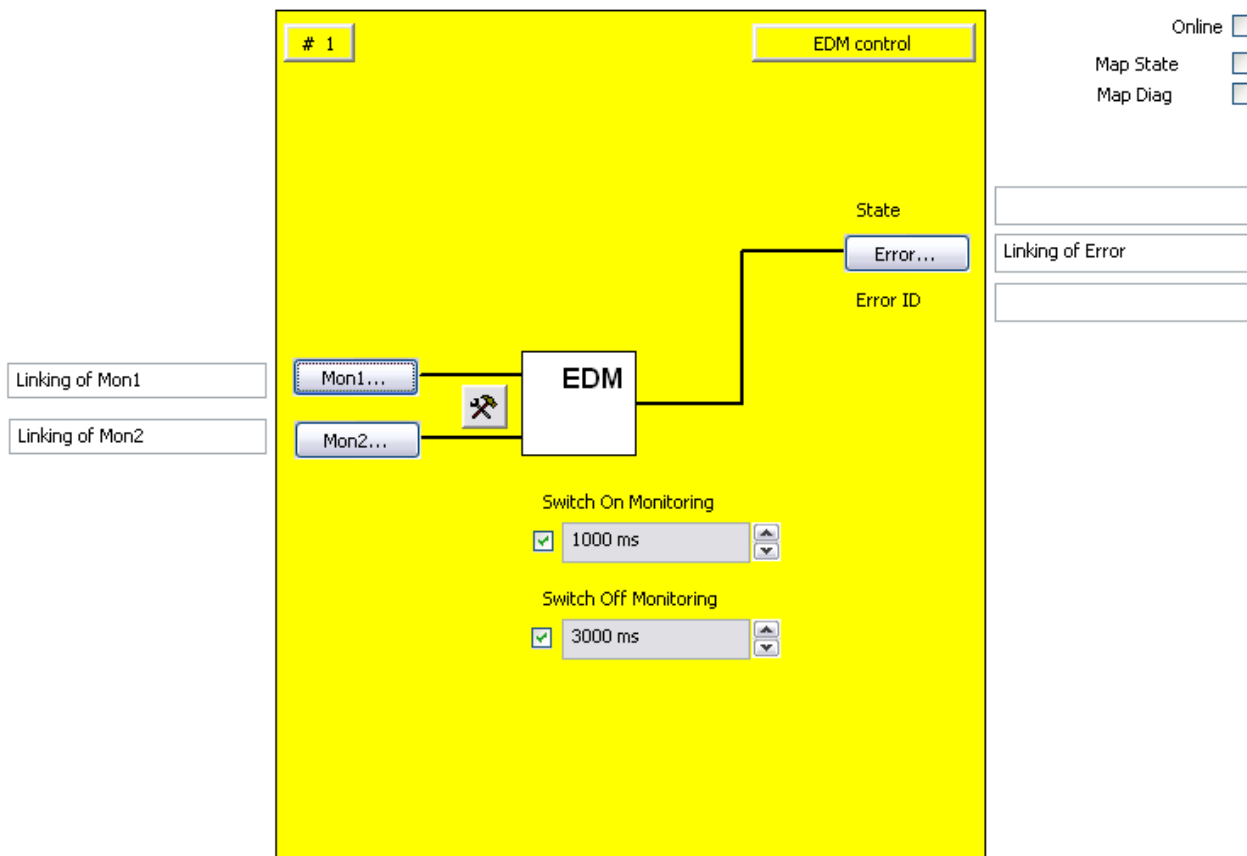 # 1
EDM control
Online
Map State
Map Diag
State
Error...
Linking of Error
Error ID
Linking of Mon1
Mon1...
EDM
Linking of Mon2
Mon2...
Switch On Monitoring
1000 ms
Switch Off Monitoring
3000 ms